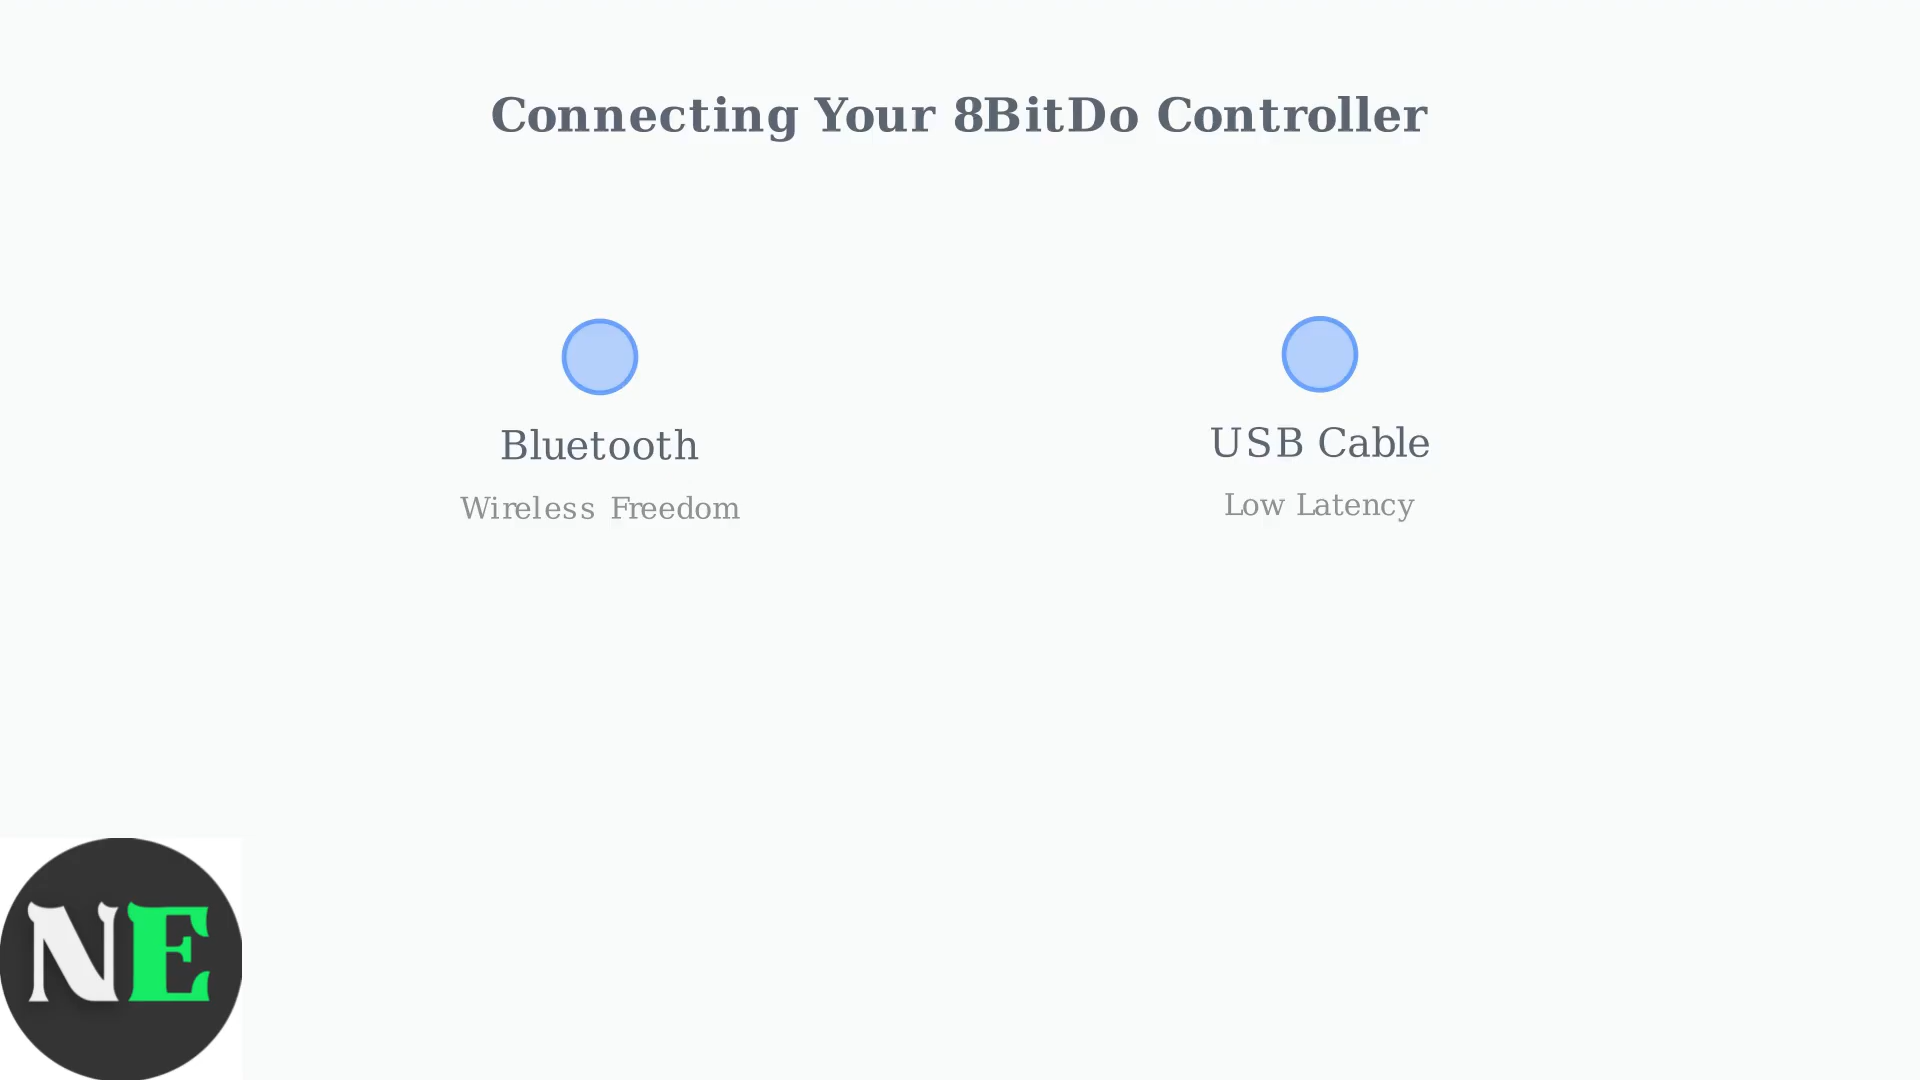 Connecting Your 8BitDo Controller
Bluetooth
Wireless Freedom
USB Cable
Low Latency
NE